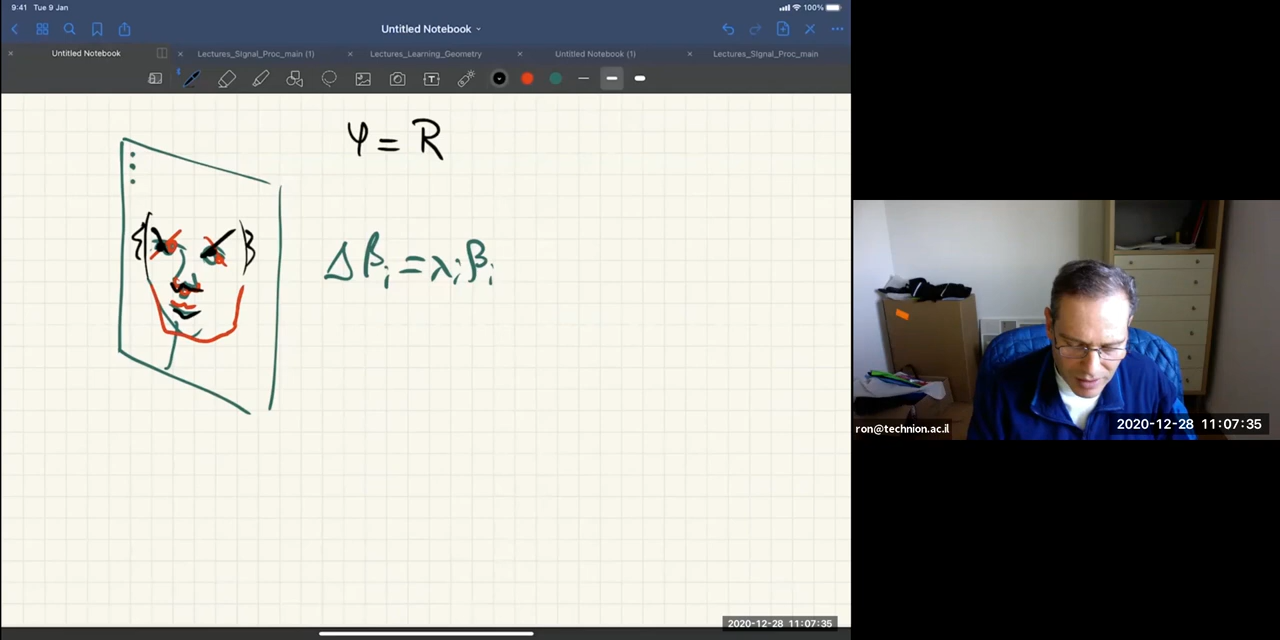 9:41 Tue 9 Jan
100%
Untitled Notebook
Untitled Notebook
Lectures_SIgnal_Proc_main (1)
Lectures_Learning_Geometry
Untitled Notebook (1)
Lectures_SIgnal_Proc_main
φ = R
Δβᵢ = λᵢβᵢ
ron@technion.ac.il
2020-12-28 11:07:35
2020-12-28 11:07:35